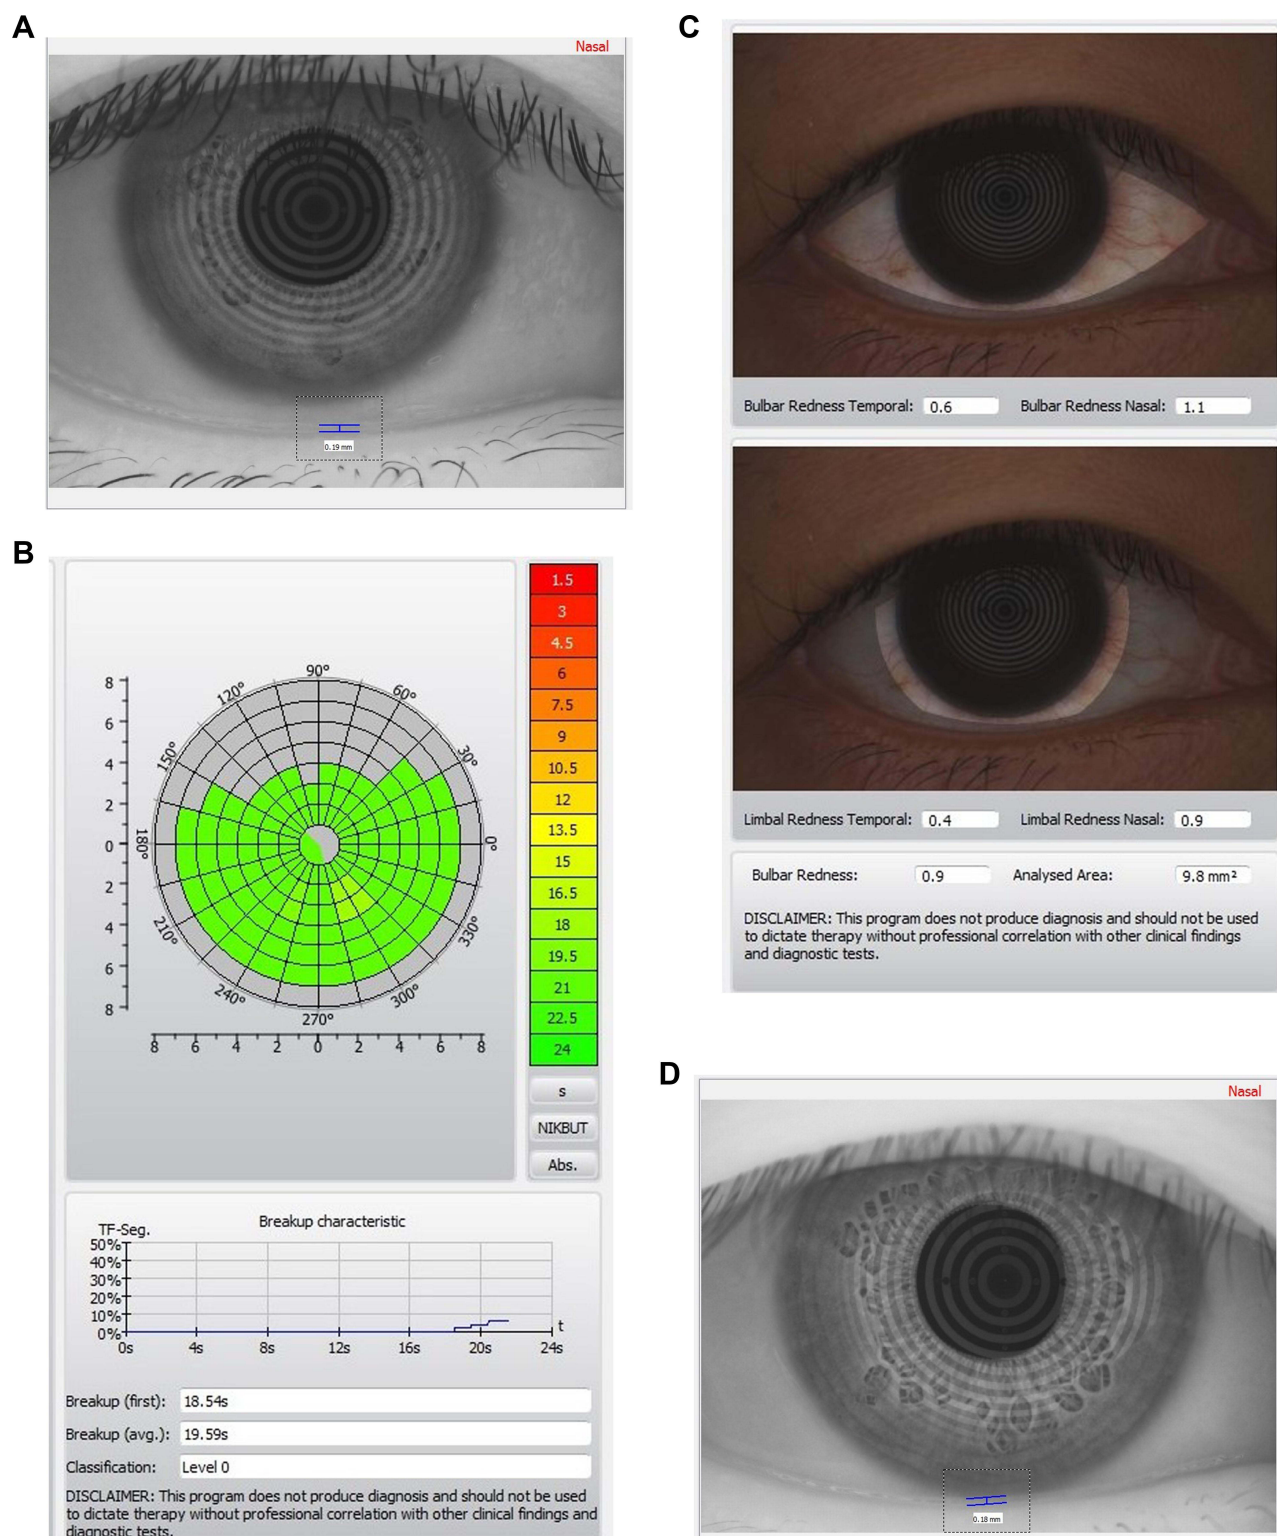 A
Nasal
0.19 mm
B
1.5
3
4.5
6
7.5
9
10.5
12
13.5
15
16.5
18
19.5
21
22.5
24
s
NIKBUT
Abs.
90°
120°
60°
150°
30°
180°
0°
210°
330°
240°
300°
270°
8
6
4
2
0
2
4
6
8
8 6 4 2 0 2 4 6 8
Breakup characteristic
TF-Seg.
50%
40%
30%
20%
10%
0%
t
0s 4s 8s 12s 16s 20s 24s
Breakup (first): 18.54s
Breakup (avg.): 19.59s
Classification: Level 0
DISCLAIMER: This program does not produce diagnosis and should not be used
to dictate therapy without professional correlation with other clinical findings and
diagnostic tests.
C
Bulbar Redness Temporal: 0.6 Bulbar Redness Nasal: 1.1
Limbal Redness Temporal: 0.4 Limbal Redness Nasal: 0.9
Bulbar Redness: 0.9 Analysed Area: 9.8 mm²
DISCLAIMER: This program does not produce diagnosis and should not be used
to dictate therapy without professional correlation with other clinical findings
and diagnostic tests.
D
Nasal
0.18 mm